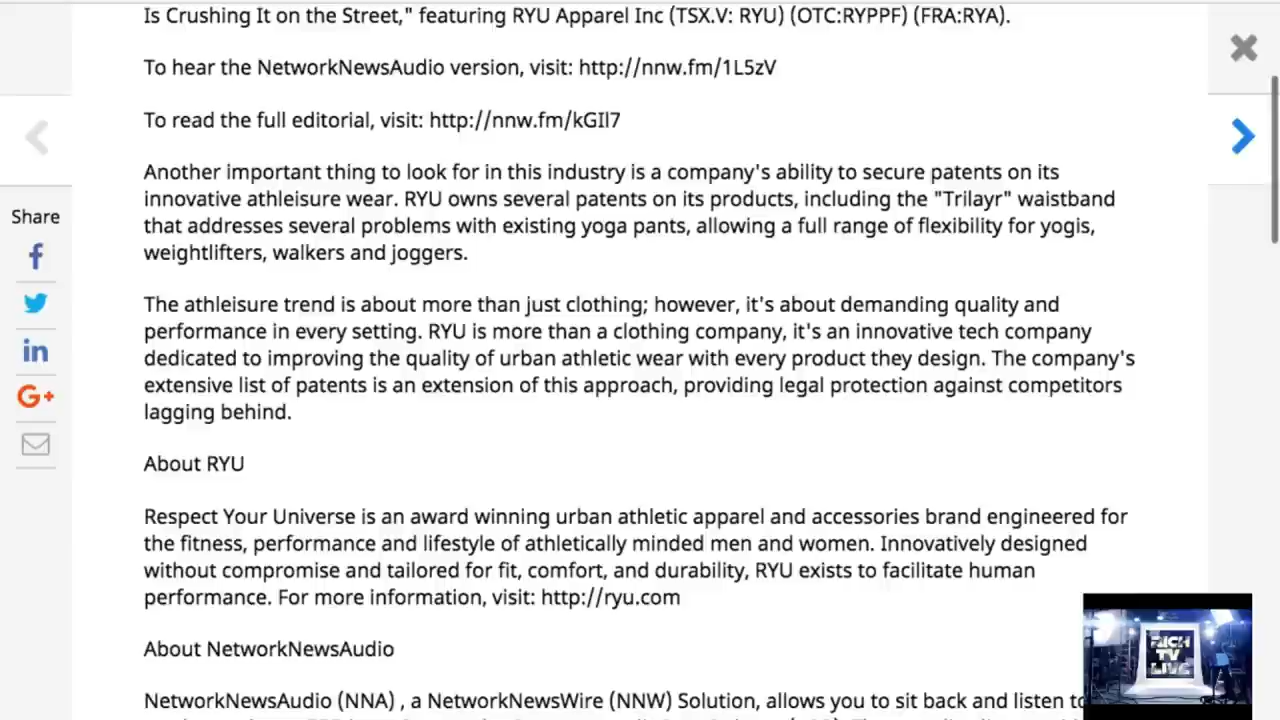 Is Crushing It on the Street," featuring RYU Apparel Inc (TSX.V: RYU) (OTC:RYPPF) (FRA:RYA).
To hear the NetworkNewsAudio version, visit: http://nnw.fm/1L5zV
To read the full editorial, visit: http://nnw.fm/kGIl7
Another important thing to look for in this industry is a company's ability to secure patents on its
innovative athleisure wear. RYU owns several patents on its products, including the "Trilayr" waistband
that addresses several problems with existing yoga pants, allowing a full range of flexibility for yogis,
weightlifters, walkers and joggers.
Share
The athleisure trend is about more than just clothing; however, it's about demanding quality and
performance in every setting. RYU is more than a clothing company, it's an innovative tech company
dedicated to improving the quality of urban athletic wear with every product they design. The company's
extensive list of patents is an extension of this approach, providing legal protection against competitors
lagging behind.
About RYU
Respect Your Universe is an award winning urban athletic apparel and accessories brand engineered for
the fitness, performance and lifestyle of athletically minded men and women. Innovatively designed
without compromise and tailored for fit, comfort, and durability, RYU exists to facilitate human
performance. For more information, visit: http://ryu.com
About NetworkNewsAudio
NetworkNewsAudio (NNA) , a NetworkNewsWire (NNW) Solution, allows you to sit back and listen to
RICH
TV
LIVE